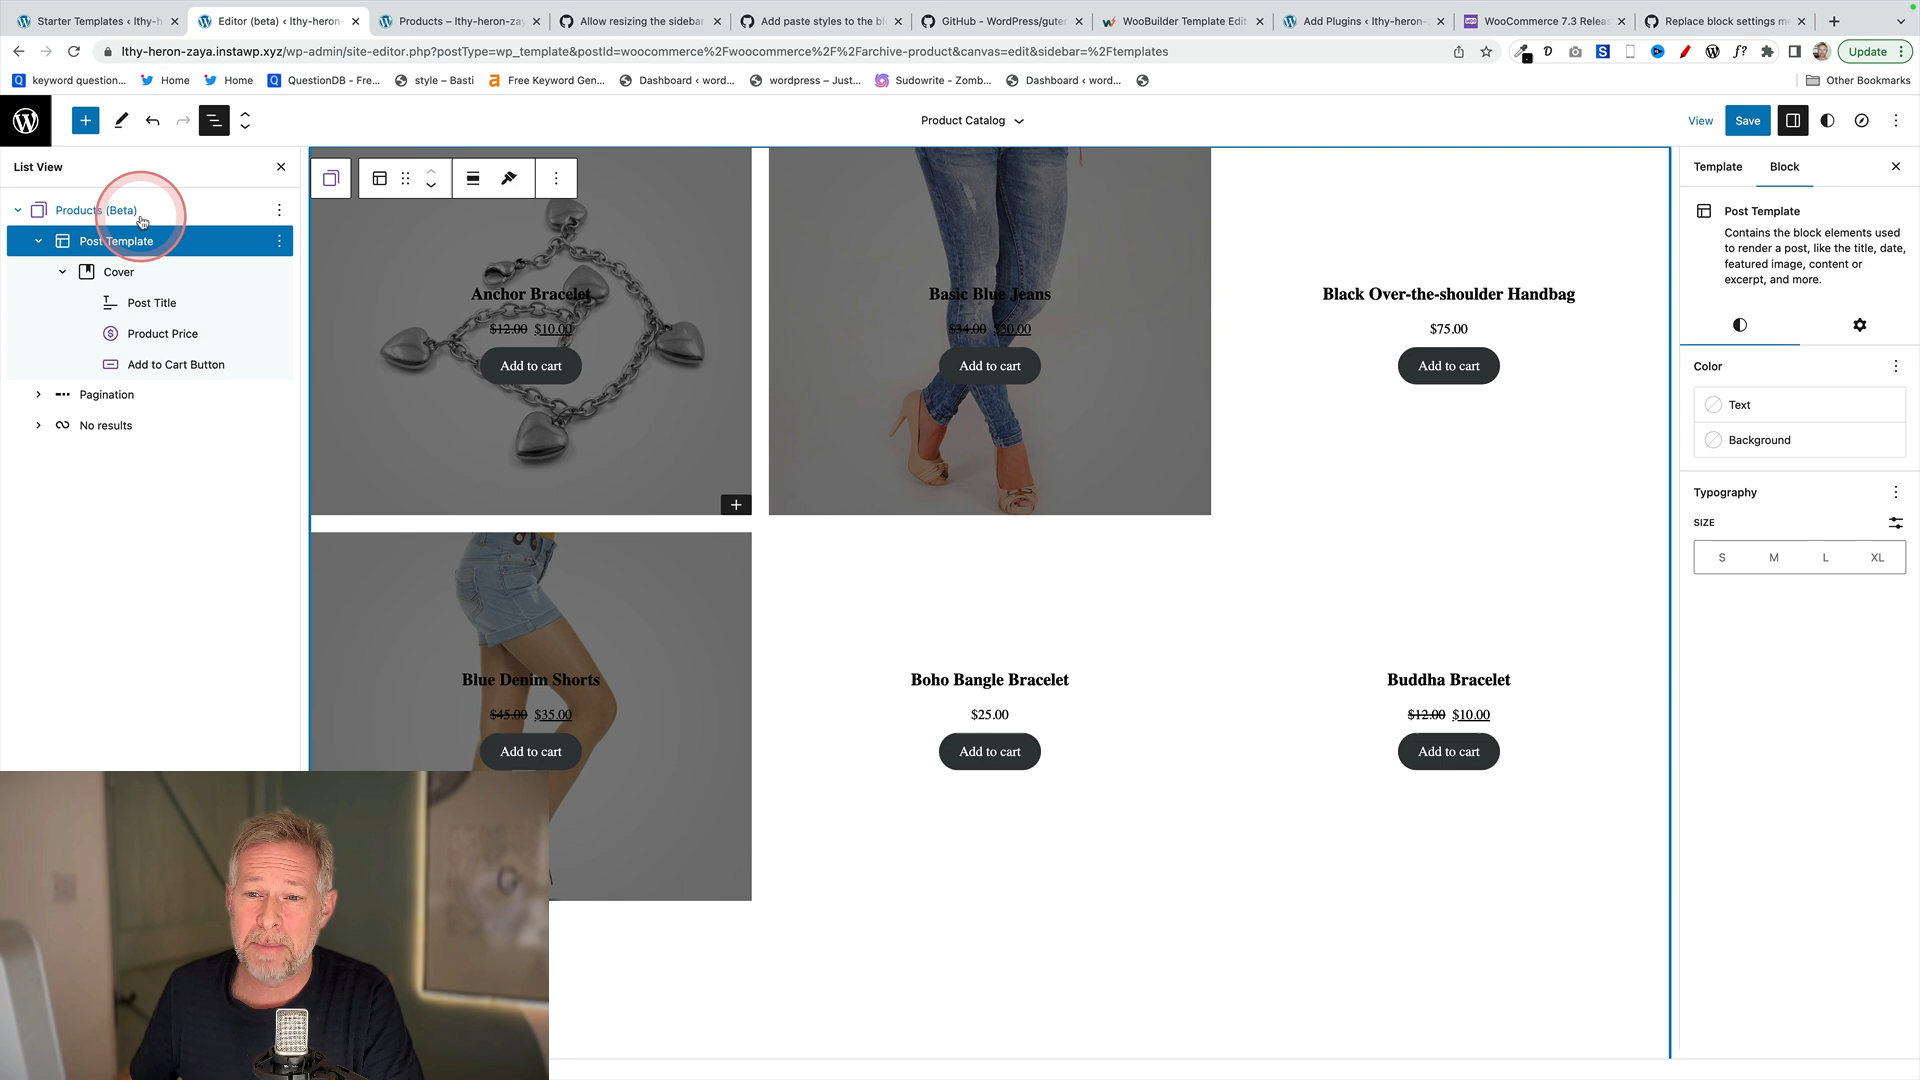 Starter Templates ‹ lthy-h
Editor (beta) ‹ lthy-heron-
Products – lthy-heron-za
Allow resizing the sidebar
Add paste styles to the bl
GitHub - WordPress/guter
WooBuilder Template Edit
Add Plugins ‹ lthy-heron-
WooCommerce 7.3 Relea
Replace block settings me
lthy-heron-zaya.instawp.xyz/wp-admin/site-editor.php?postType=wp_template&postId=woocommerce%2Fwoocommerce%2F%2Farchive-product&canvas=edit&sidebar=%2Ftemplates
Update
keyword question...
Home
Home
QuestionDB - Fre...
style – Basti
Free Keyword Gen...
Dashboard ‹ word...
wordpress – Just...
Sudowrite - Zomb...
Dashboard ‹ word...
Other Bookmarks
Product Catalog
View
Save
List View
Products (Beta)
Post Template
Cover
Post Title
Product Price
Add to Cart Button
Pagination
No results
Anchor Bracelet
$12.00 $10.00
Add to cart
Basic Blue Jeans
$34.00 $30.00
Add to cart
Black Over-the-shoulder Handbag
$75.00
Add to cart
Blue Denim Shorts
$45.00 $35.00
Add to cart
Boho Bangle Bracelet
$25.00
Add to cart
Buddha Bracelet
$12.00 $10.00
Add to cart
Template
Block
Post Template
Contains the block elements used
to render a post, like the title, date,
featured image, content or
excerpt, and more.
Color
Text
Background
Typography
SIZE
S M L XL